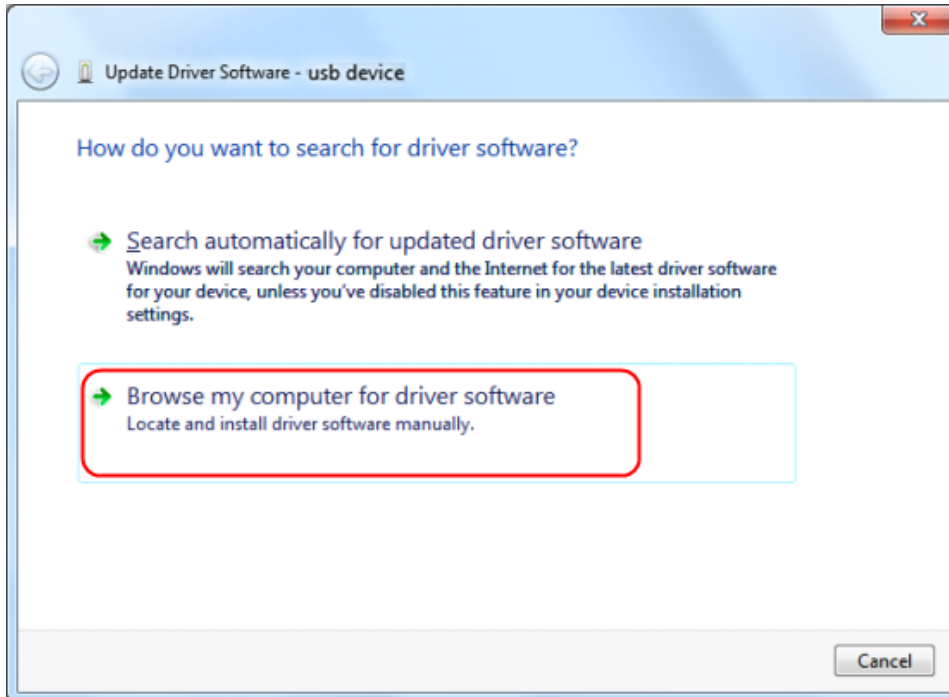 Update Driver Software - usb device
How do you want to search for driver software?
Search automatically for updated driver software
Windows will search your computer and the Internet for the latest driver software
for your device, unless you've disabled this feature in your device installation
settings.
Browse my computer for driver software
Locate and install driver software manually.
Cancel